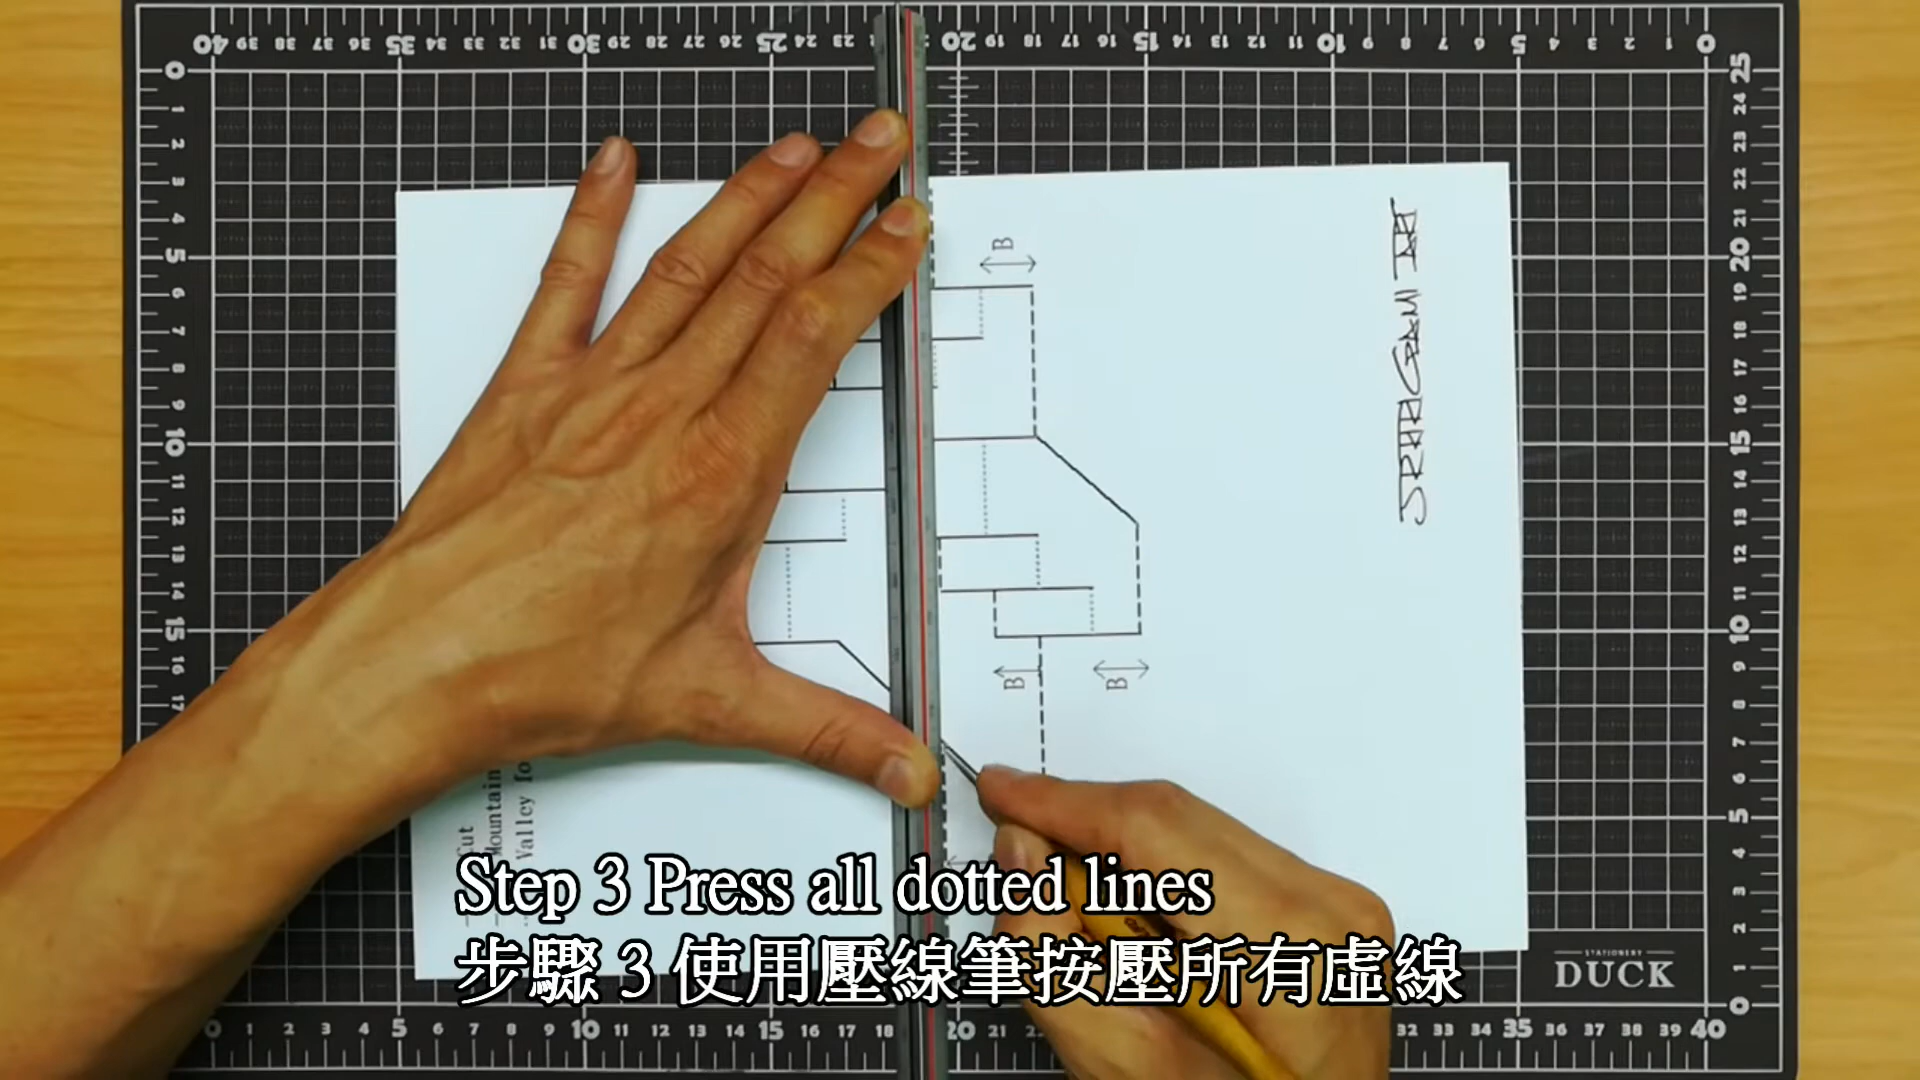 Cut
Mountain
Valley fo
B
B
B
STATIONERY
DUCK
Step 3 Press all dotted lines
步驟 3 使用壓線筆按壓所有虛線